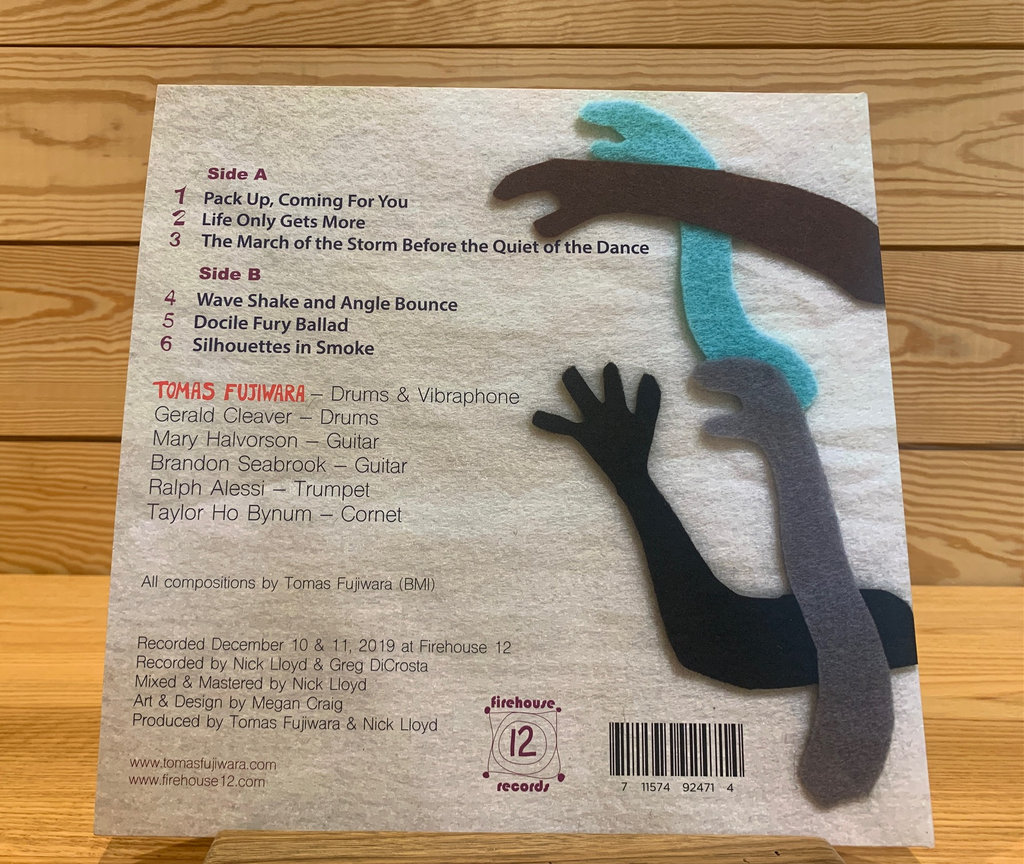 Side A
1 Pack Up, Coming For You
2 Life Only Gets More
3 The March of the Storm Before the Quiet of the Dance
Side B
4 Wave Shake and Angle Bounce
5 Docile Fury Ballad
6 Silhouettes in Smoke
TOMAS FUJIWARA – Drums & Vibraphone
Gerald Cleaver – Drums
Mary Halvorson – Guitar
Brandon Seabrook – Guitar
Ralph Alessi – Trumpet
Taylor Ho Bynum – Cornet
All compositions by Tomas Fujiwara (BMI)
Recorded December 10 & 11, 2019 at Firehouse 12
Recorded by Nick Lloyd & Greg DiCrosta
Mixed & Mastered by Nick Lloyd
Art & Design by Megan Craig
Produced by Tomas Fujiwara & Nick Lloyd
www.tomasfujiwara.com
www.firehouse12.com
firehouse
12
records
7 11574 92471 4